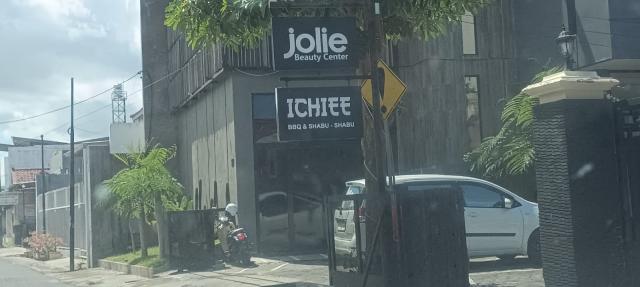 jolie
Beauty Center
ICHIEE
BBQ & SHABU - SHABU